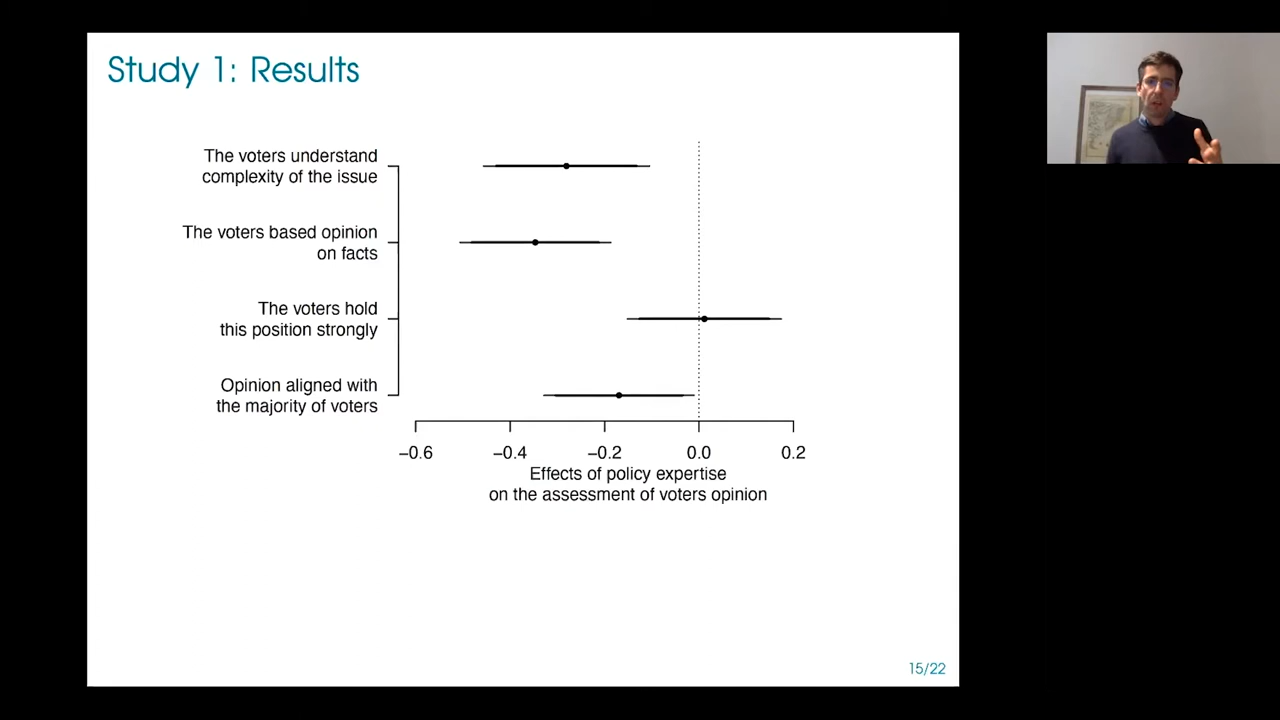 Study 1: Results
The voters understand
complexity of the issue
The voters based opinion
on facts
The voters hold
this position strongly
Opinion aligned with
the majority of voters
−0.6
−0.4
−0.2
0.0
0.2
Effects of policy expertise
on the assessment of voters opinion
15/22